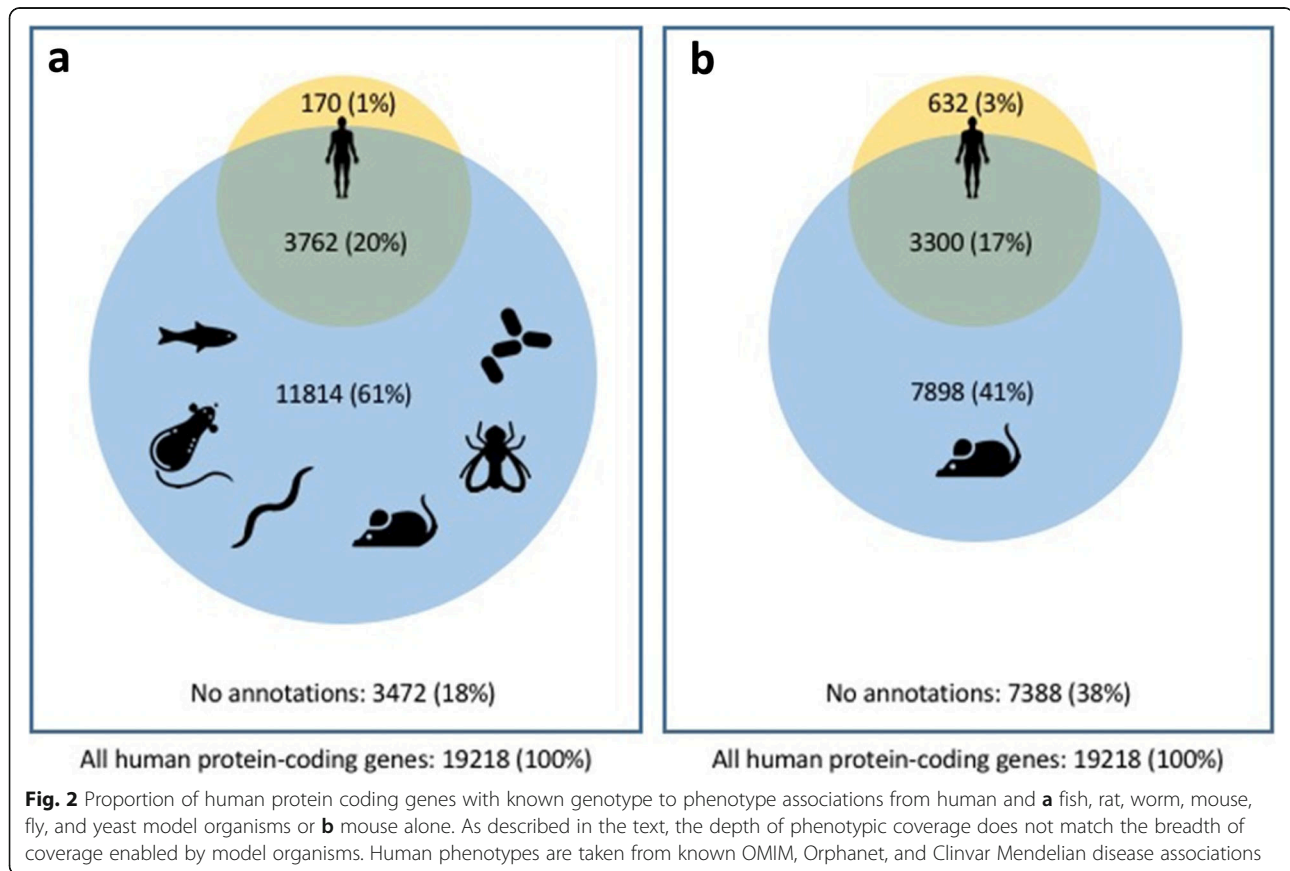 a
170 (1%)
3762 (20%)
11814 (61%)
No annotations: 3472 (18%)
All human protein-coding genes: 19218 (100%)
b
632 (3%)
3300 (17%)
7898 (41%)
No annotations: 7388 (38%)
All human protein-coding genes: 19218 (100%)
Fig. 2 Proportion of human protein coding genes with known genotype to phenotype associations from human and a fish, rat, worm, mouse,
fly, and yeast model organisms or b mouse alone. As described in the text, the depth of phenotypic coverage does not match the breadth of
coverage enabled by model organisms. Human phenotypes are taken from known OMIM, Orphanet, and Clinvar Mendelian disease associations